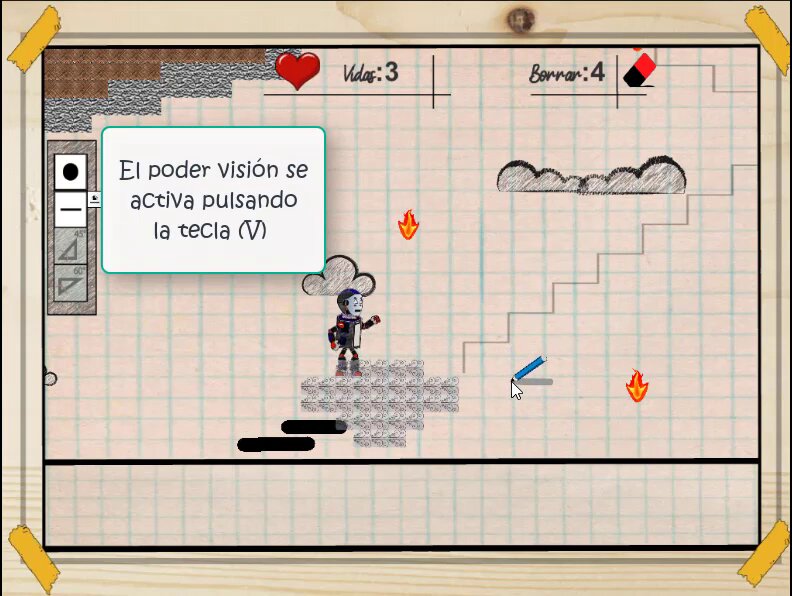 Vidas:3
Borrar:4
El poder visión se
activa pulsando
la tecla (V)
45°
60°